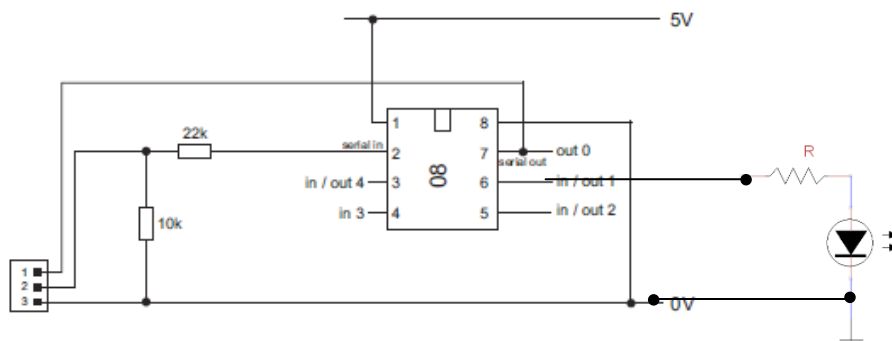 5V
22k
serial in
1
8
2
7
out 0
serial out
08
R
in / out 4
3
6
in / out 1
in 3
4
5
in / out 2
10k
1
2
3
0V